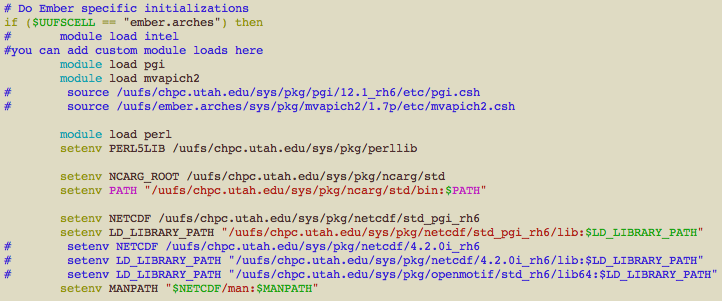 # Do Ember specific initializations
if ($UUFSCELL == "ember.arches") then
#       module load intel
#you can add custom module loads here
        module load pgi
        module load mvapich2
#        source /uufs/chpc.utah.edu/sys/pkg/pgi/12.1_rh6/etc/pgi.csh
#        source /uufs/ember.arches/sys/pkg/mvapich2/1.7p/etc/mvapich2.csh
        module load perl
        setenv PERL5LIB /uufs/chpc.utah.edu/sys/pkg/perllib
        setenv NCARG_ROOT /uufs/chpc.utah.edu/sys/pkg/ncarg/std
        setenv PATH "/uufs/chpc.utah.edu/sys/pkg/ncarg/std/bin:$PATH"
        setenv NETCDF /uufs/chpc.utah.edu/sys/pkg/netcdf/std_pgi_rh6
        setenv LD_LIBRARY_PATH "/uufs/chpc.utah.edu/sys/pkg/netcdf/std_pgi_rh6/lib:$LD_LIBRARY_PATH"
#        setenv NETCDF /uufs/chpc.utah.edu/sys/pkg/netcdf/4.2.0i_rh6
#        setenv LD_LIBRARY_PATH "/uufs/chpc.utah.edu/sys/pkg/netcdf/4.2.0i_rh6/lib:$LD_LIBRARY_PATH"
#        setenv LD_LIBRARY_PATH "/uufs/chpc.utah.edu/sys/pkg/openmotif/std_rh6/lib64:$LD_LIBRARY_PATH"
        setenv MANPATH "$NETCDF/man:$MANPATH"